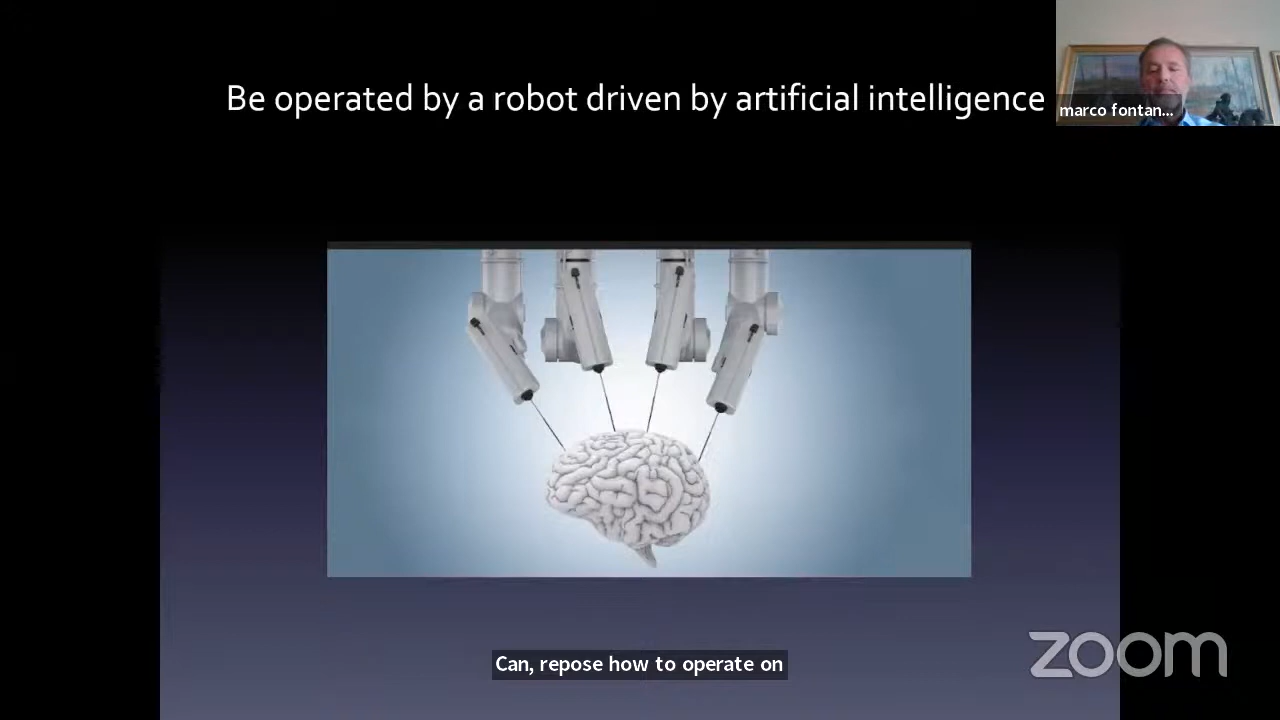 Be operated by a robot driven by artificial intelligence
marco fontan...
Can, repose how to operate on
zoom